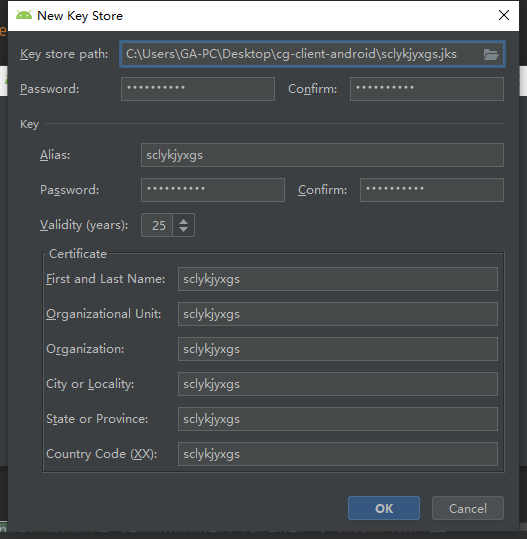 New Key Store
Key store path: C:\Users\GA-PC\Desktop\cg-client-android\sclykjyxgs.jks
Password: •••••••••• Confirm: ••••••••••
Key
Alias: sclykjyxgs
Password: •••••••••• Confirm: ••••••••••
Validity (years): 25
Certificate
First and Last Name: sclykjyxgs
Organizational Unit: sclykjyxgs
Organization: sclykjyxgs
City or Locality: sclykjyxgs
State or Province: sclykjyxgs
Country Code (XX): sclykjyxgs
OK Cancel